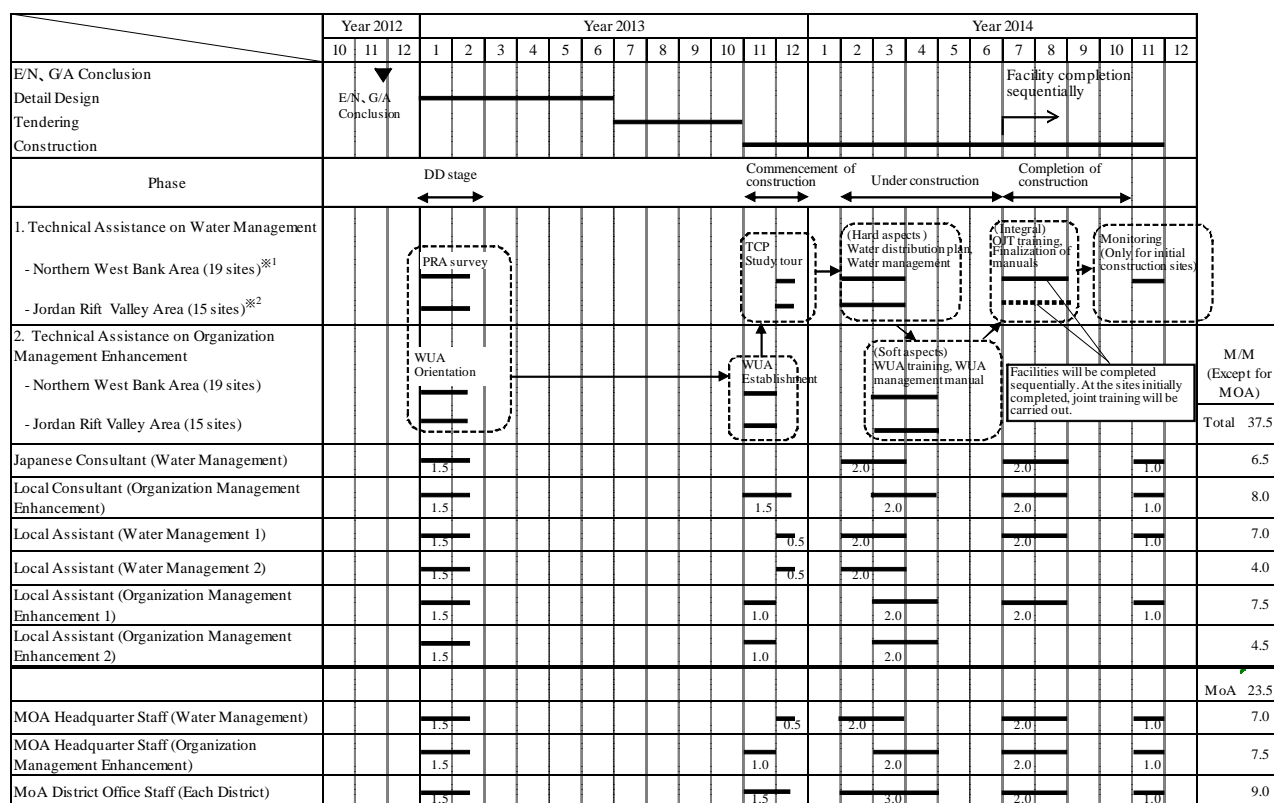 Year 2012 Year 2013 Year 2014
10 11 12 1 2 3 4 5 6 7 8 9 10 11 12 1 2 3 4 5 6 7 8 9 10 11 12
E/N、G/A Conclusion
Detail Design
Tendering
Construction
E/N、G/A
Conclusion
Facility completion
sequentially
Phase
DD stage
Commencement of
construction
Under construction
Completion of
construction
1. Technical Assistance on Water Management
- Northern West Bank Area (19 sites)※1
- Jordan Rift Valley Area (15 sites)※2
PRA survey
TCP
Study tour
(Hard aspects )
Water distribution plan,
Water management
(Integral)
OJT training,
Finalization of
manuals
Monitoring
(Only for initial
construction sites)
2. Technical Assistance on Organization
Management Enhancement
- Northern West Bank Area (19 sites)
- Jordan Rift Valley Area (15 sites)
WUA
Orientation
WUA
Establishment
(Soft aspects)
WUA training, WUA
management manual
Facilities will be completed
sequentially. At the sites initially
completed, joint training will be
carried out.
M/M
(Except for
MOA)
Total 37.5
Japanese Consultant (Water Management)
1.5 2.0 2.0 1.0 6.5
Local Consultant (Organization Management
Enhancement)
1.5 1.5 2.0 2.0 1.0 8.0
Local Assistant (Water Management 1)
1.5 0.5 2.0 2.0 1.0 7.0
Local Assistant (Water Management 2)
1.5 0.5 2.0 4.0
Local Assistant (Organization Management
Enhancement 1)
1.5 1.0 2.0 2.0 1.0 7.5
Local Assistant (Organization Management
Enhancement 2)
1.5 1.0 2.0 4.5
MoA 23.5
MOA Headquarter Staff (Water Management)
1.5 0.5 2.0 2.0 1.0 7.0
MOA Headquarter Staff (Organization
Management Enhancement)
1.5 1.0 2.0 2.0 1.0 7.5
MoA District Office Staff (Each District)
1.5 1.5 3.0 2.0 1.0 9.0